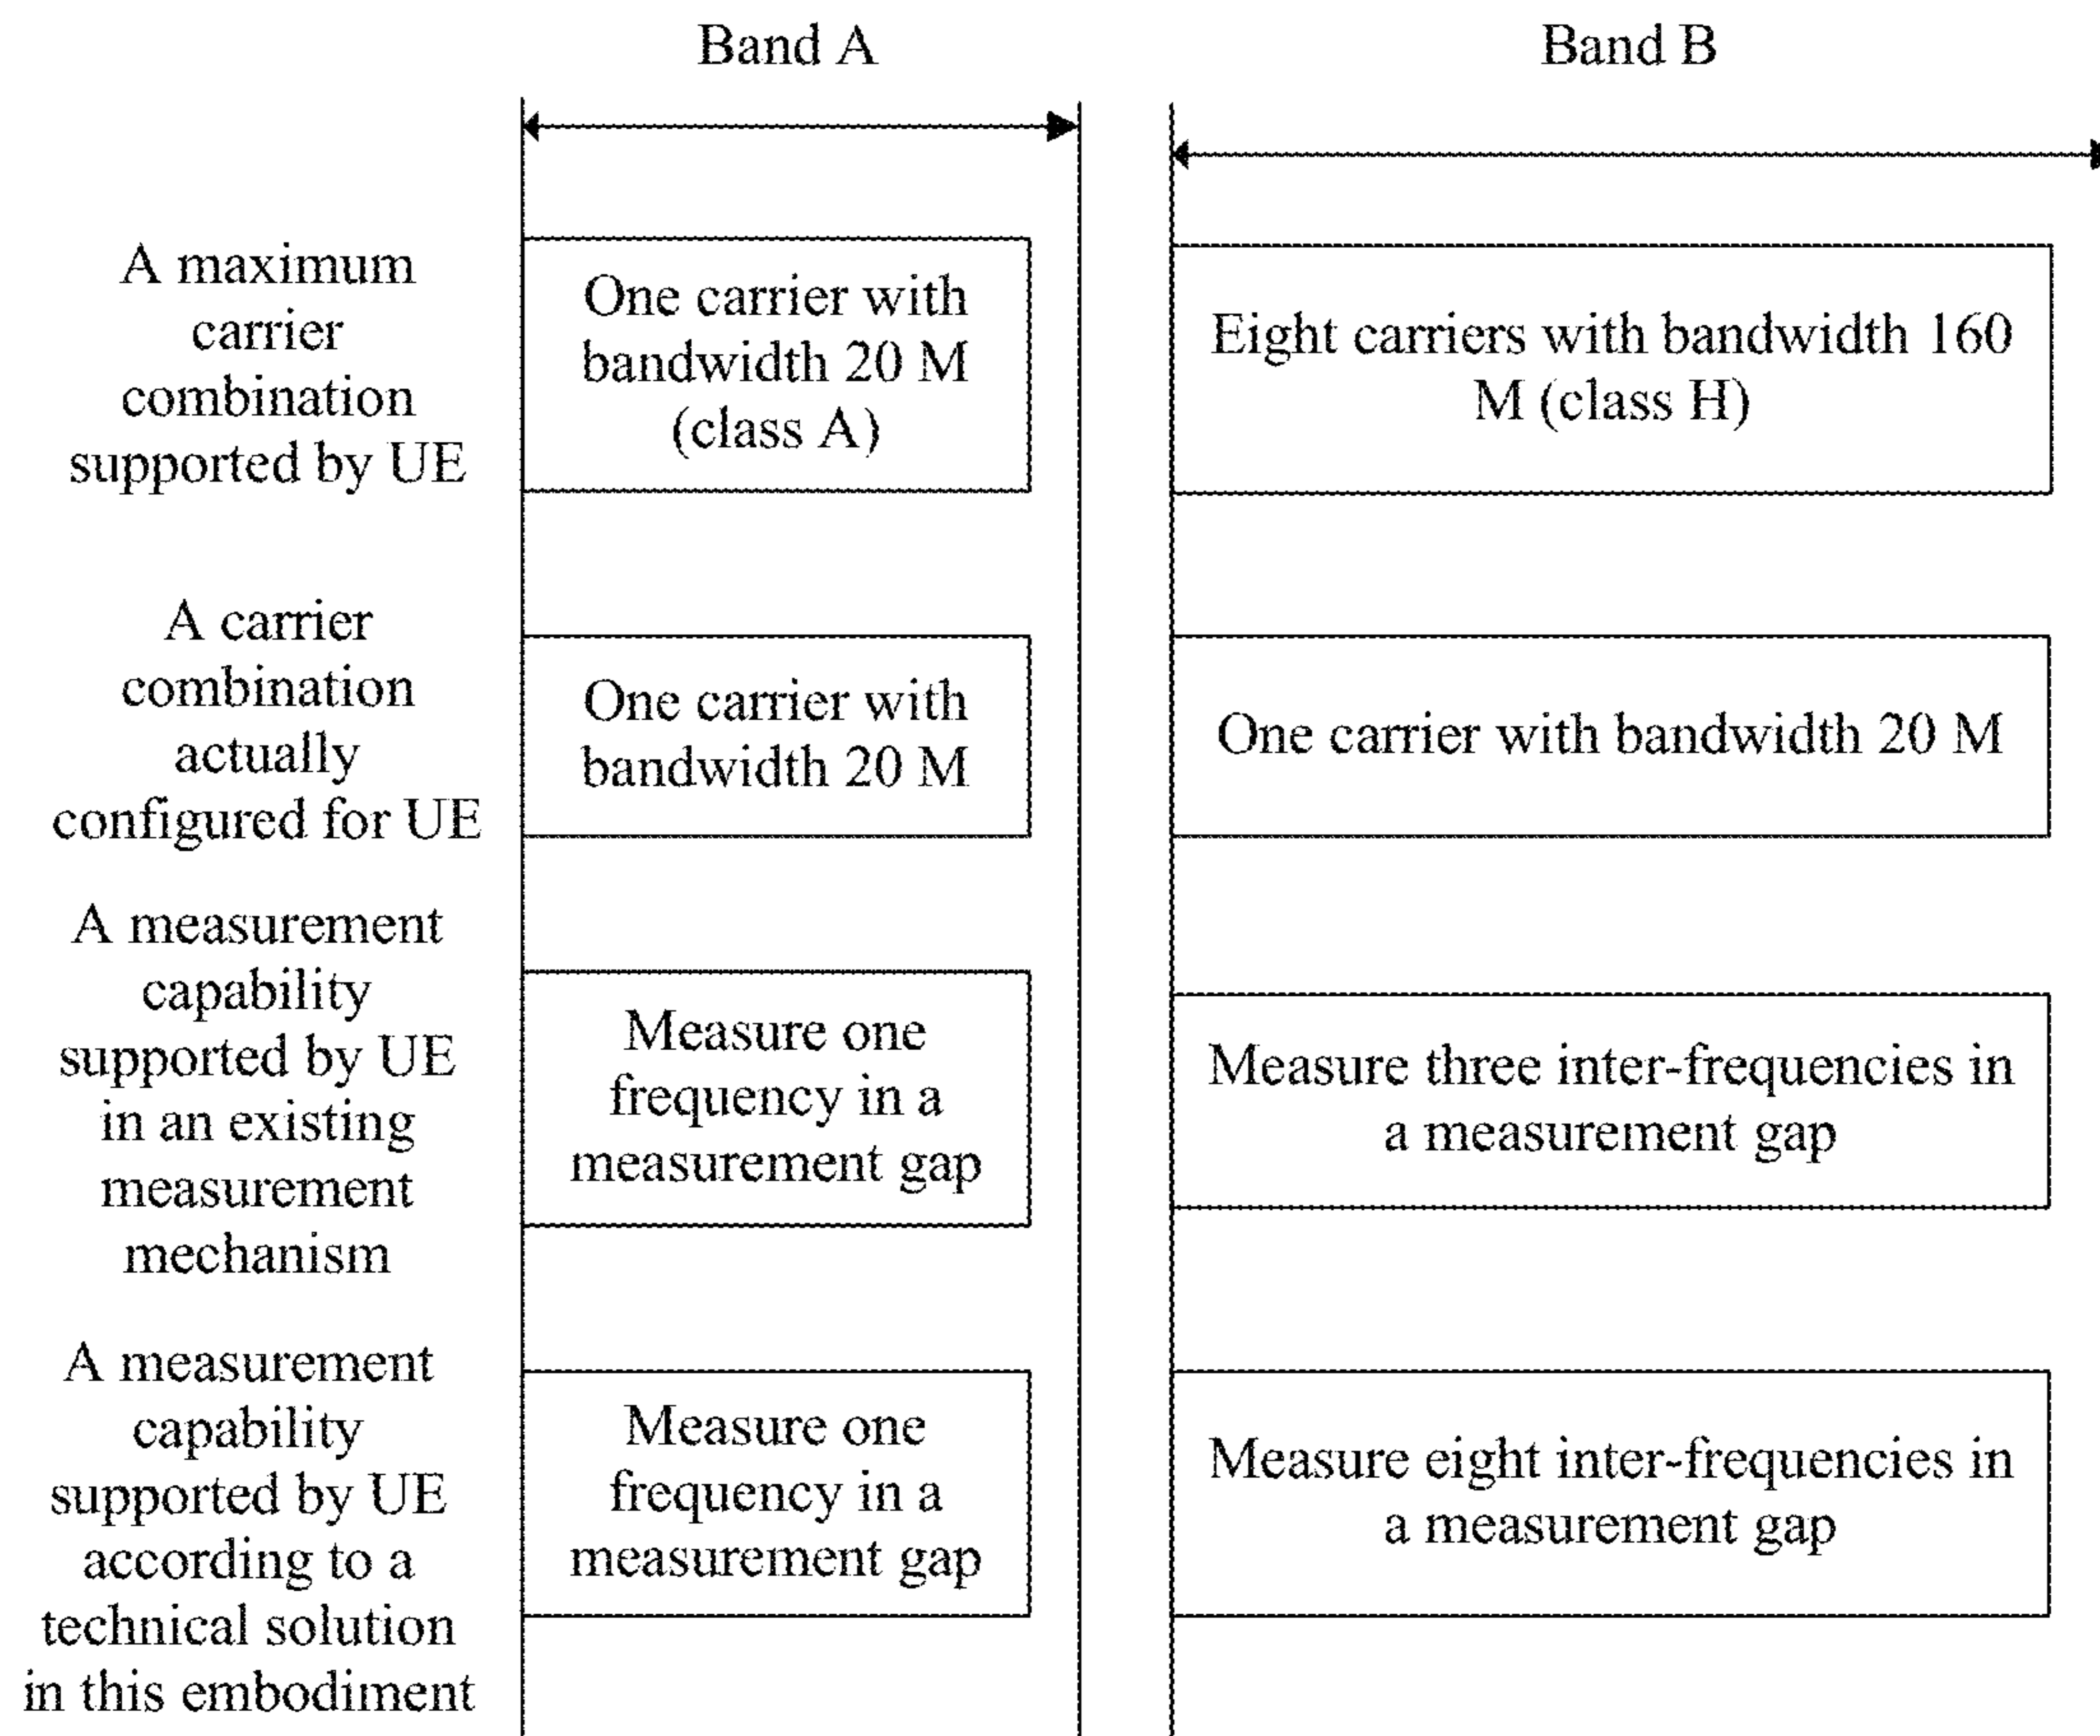 Band A
Band B
A maximum
carrier
combination
supported by UE
One carrier with
bandwidth 20 M
(class A)
Eight carriers with bandwidth 160
M (class H)
A carrier
combination
actually
configured for UE
One carrier with
bandwidth 20 M
One carrier with bandwidth 20 M
A measurement
capability
supported by UE
in an existing
measurement
mechanism
Measure one
frequency in a
measurement gap
Measure three inter-frequencies in
a measurement gap
A measurement
capability
supported by UE
according to a
technical solution
in this embodiment
Measure one
frequency in a
measurement gap
Measure eight inter-frequencies in
a measurement gap